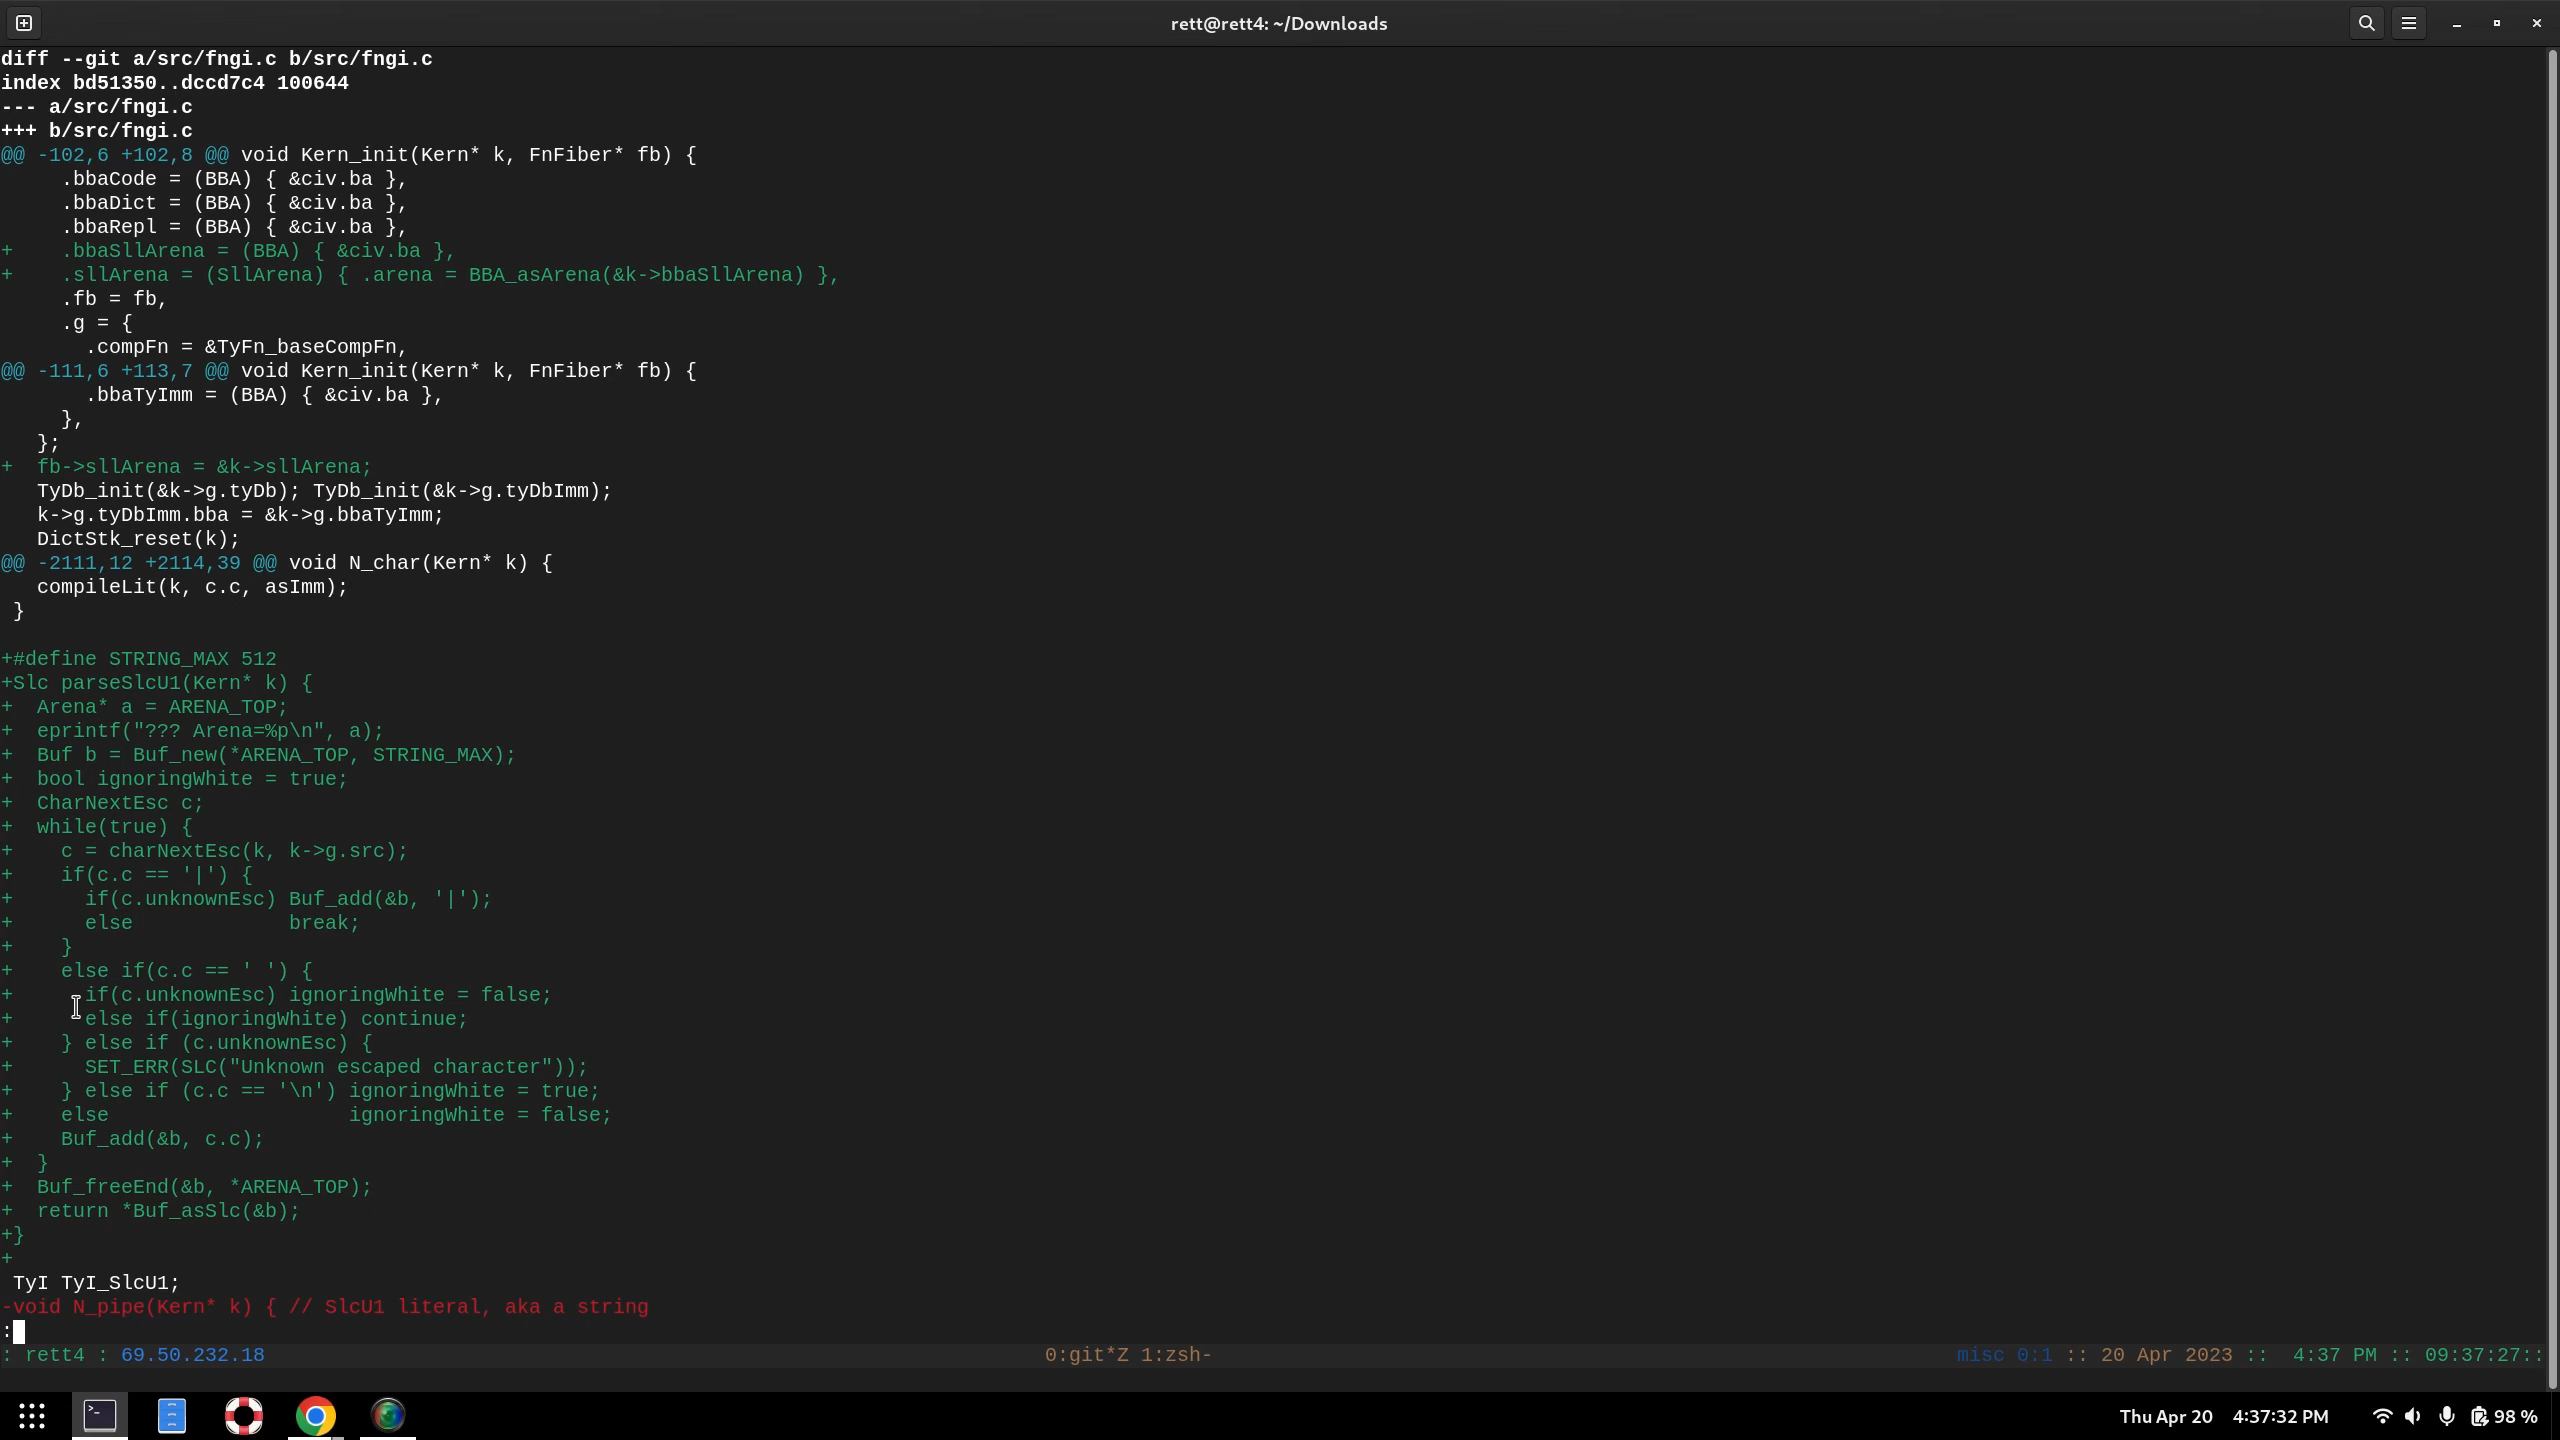 rett@rett4: ~/Downloads
diff --git a/src/fngi.c b/src/fngi.c
index bd51350..dccd7c4 100644
--- a/src/fngi.c
+++ b/src/fngi.c
@@ -102,6 +102,8 @@ void Kern_init(Kern* k, FnFiber* fb) {
     .bbaCode = (BBA) { &civ.ba },
     .bbaDict = (BBA) { &civ.ba },
     .bbaRepl = (BBA) { &civ.ba },
+    .bbaSllArena = (BBA) { &civ.ba },
+    .sllArena = (SllArena) { .arena = BBA_asArena(&k->bbaSllArena) },
     .fb = fb,
     .g = {
       .compFn = &TyFn_baseCompFn,
@@ -111,6 +113,7 @@ void Kern_init(Kern* k, FnFiber* fb) {
       .bbaTyImm = (BBA) { &civ.ba },
     },
   };
+  fb->sllArena = &k->sllArena;
   TyDb_init(&k->g.tyDb); TyDb_init(&k->g.tyDbImm);
   k->g.tyDbImm.bba = &k->g.bbaTyImm;
   DictStk_reset(k);
@@ -2111,12 +2114,39 @@ void N_char(Kern* k) {
   compileLit(k, c.c, asImm);
 }
+#define STRING_MAX 512
+Slc parseSlcU1(Kern* k) {
+  Arena* a = ARENA_TOP;
+  eprintf("??? Arena=%p\n", a);
+  Buf b = Buf_new(*ARENA_TOP, STRING_MAX);
+  bool ignoringWhite = true;
+  CharNextEsc c;
+  while(true) {
+    c = charNextEsc(k, k->g.src);
+    if(c.c == '|') {
+      if(c.unknownEsc) Buf_add(&b, '|');
+      else             break;
+    }
+    else if(c.c == ' ') {
+      if(c.unknownEsc) ignoringWhite = false;
+      else if(ignoringWhite) continue;
+    } else if (c.unknownEsc) {
+      SET_ERR(SLC("Unknown escaped character"));
+    } else if (c.c == '\n') ignoringWhite = true;
+    else                    ignoringWhite = false;
+    Buf_add(&b, c.c);
+  }
+  Buf_freeEnd(&b, *ARENA_TOP);
+  return *Buf_asSlc(&b);
+}
+
 TyI TyI_SlcU1;
-void N_pipe(Kern* k) { // SlcU1 literal, aka a string
:
: rett4 : 69.50.232.18 0:git*Z 1:zsh- misc 0:1 :: 20 Apr 2023 ::  4:37 PM :: 09:37:27::
Thu Apr 20 4:37:32 PM 98 %